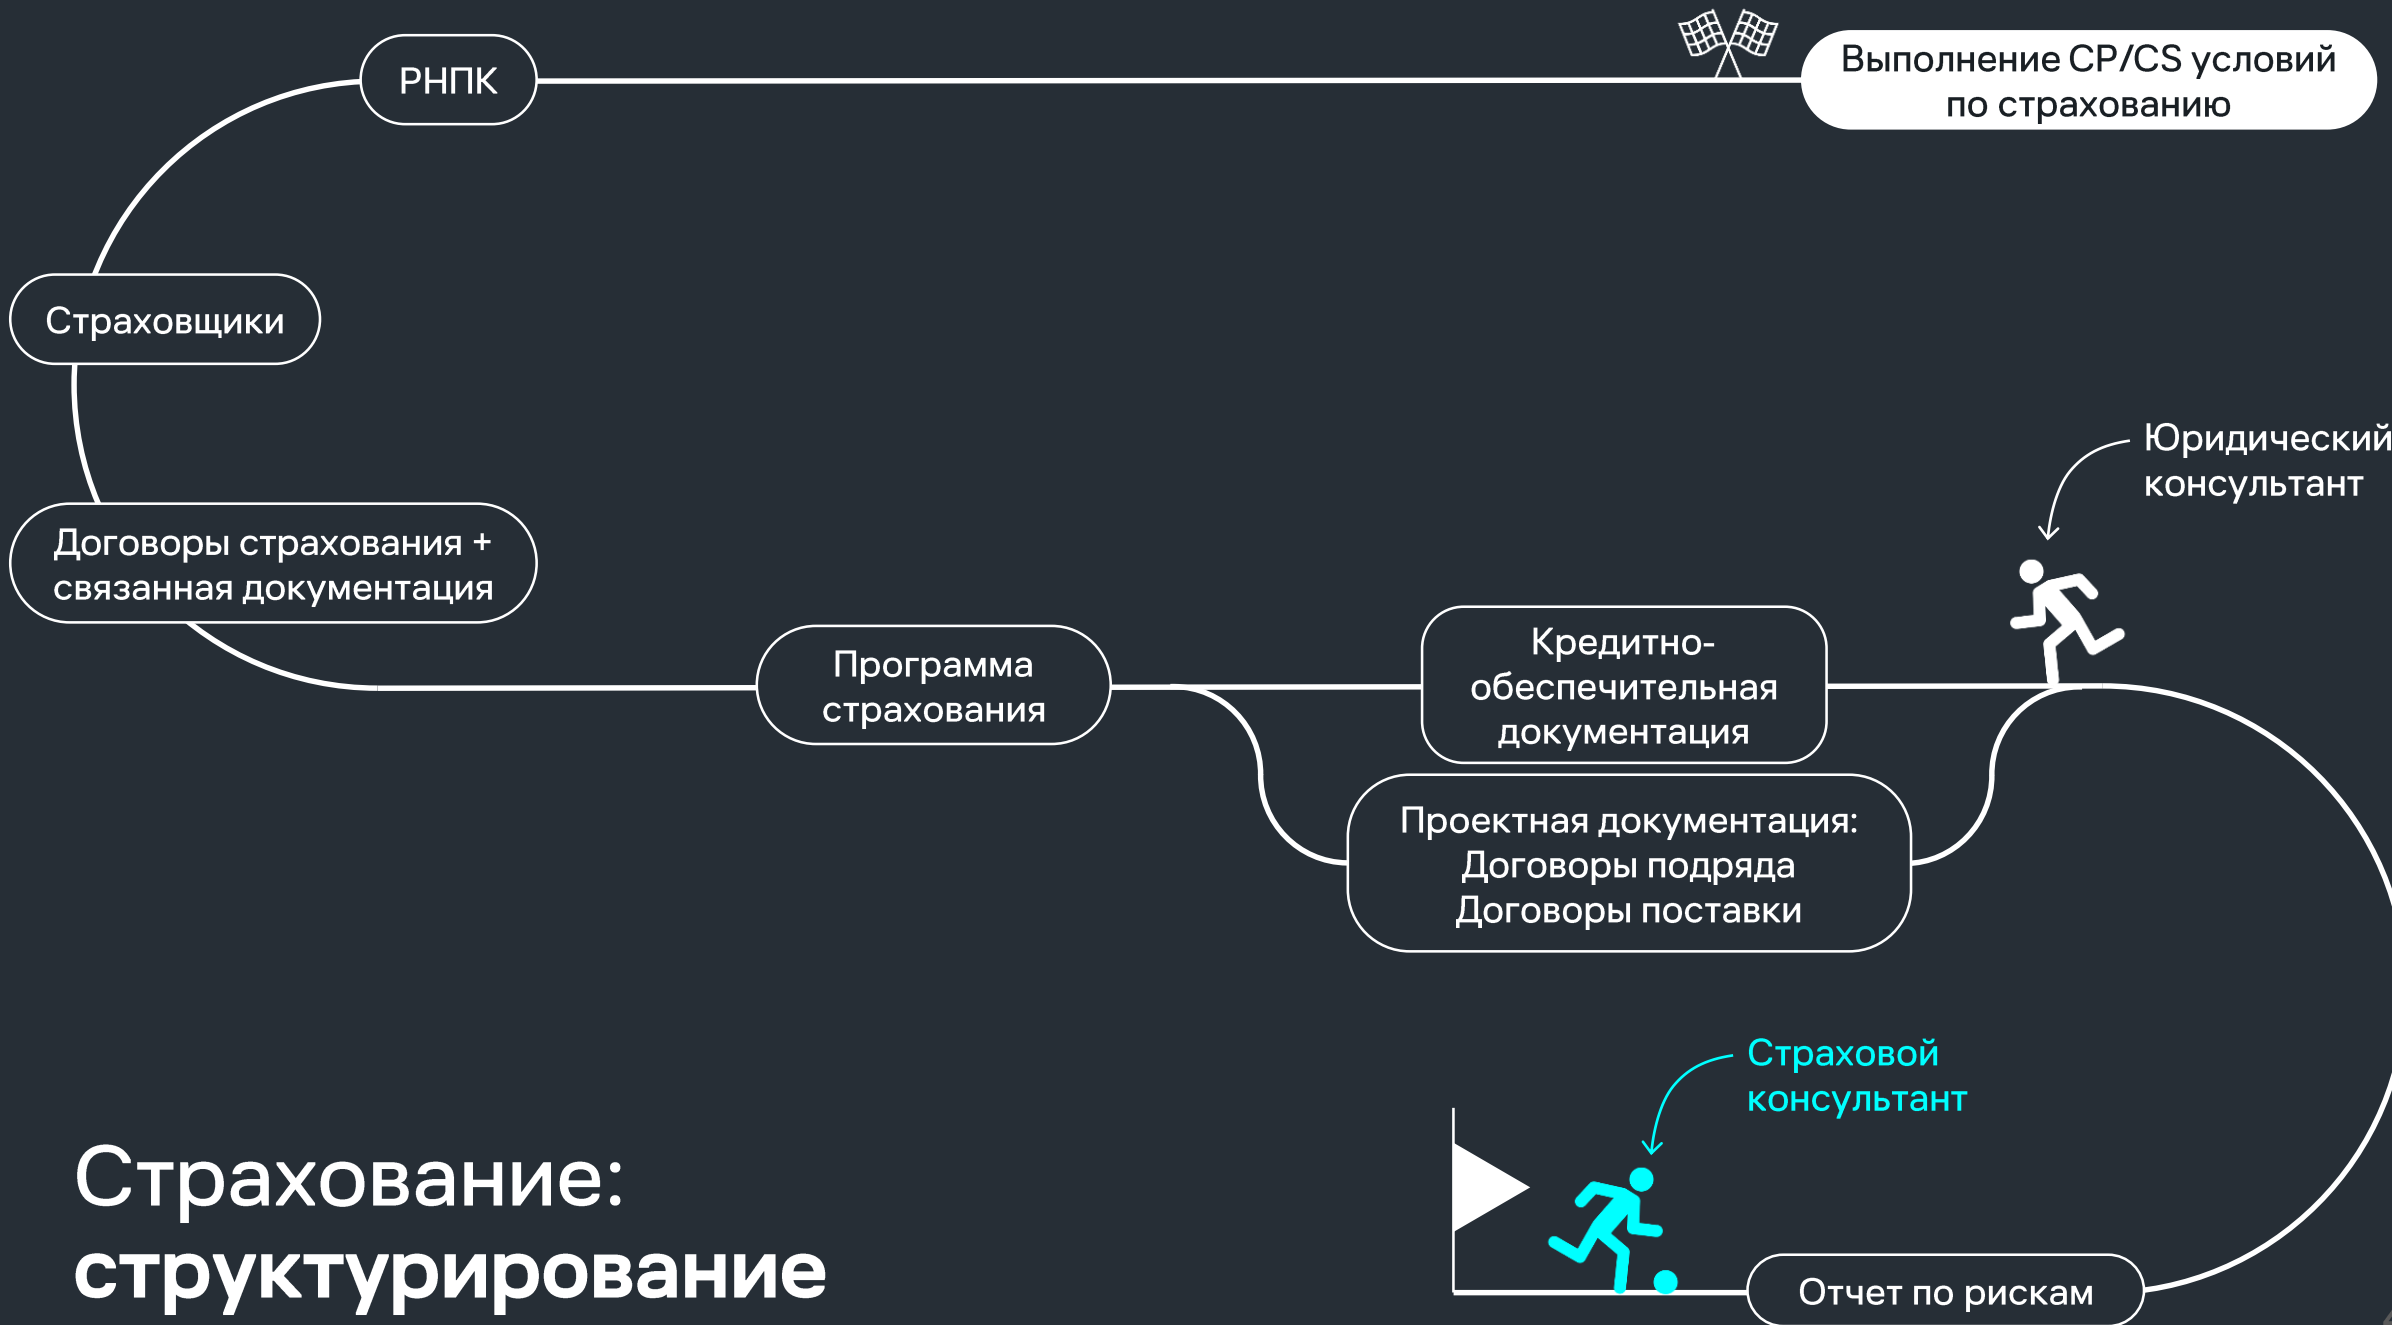 РНПК
Выполнение CP/CS условий
по страхованию
Страховщики
Юридический
консультант
Договоры страхования +
связанная документация
Программа
страхования
Кредитно-
обеспечительная
документация
Проектная документация:
Договоры подряда
Договоры поставки
Страховой
консультант
Страхование:
структурирование
Отчет по рискам